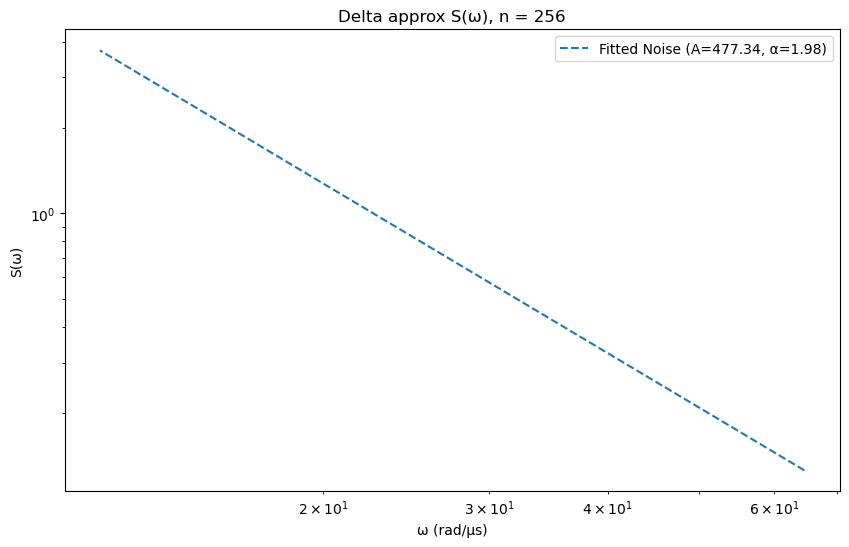 Delta approx S(ω), n = 256
Fitted Noise (A=477.34, α=1.98)
S(ω)
10⁰
2 × 10¹
3 × 10¹
4 × 10¹
6 × 10¹
ω (rad/μs)